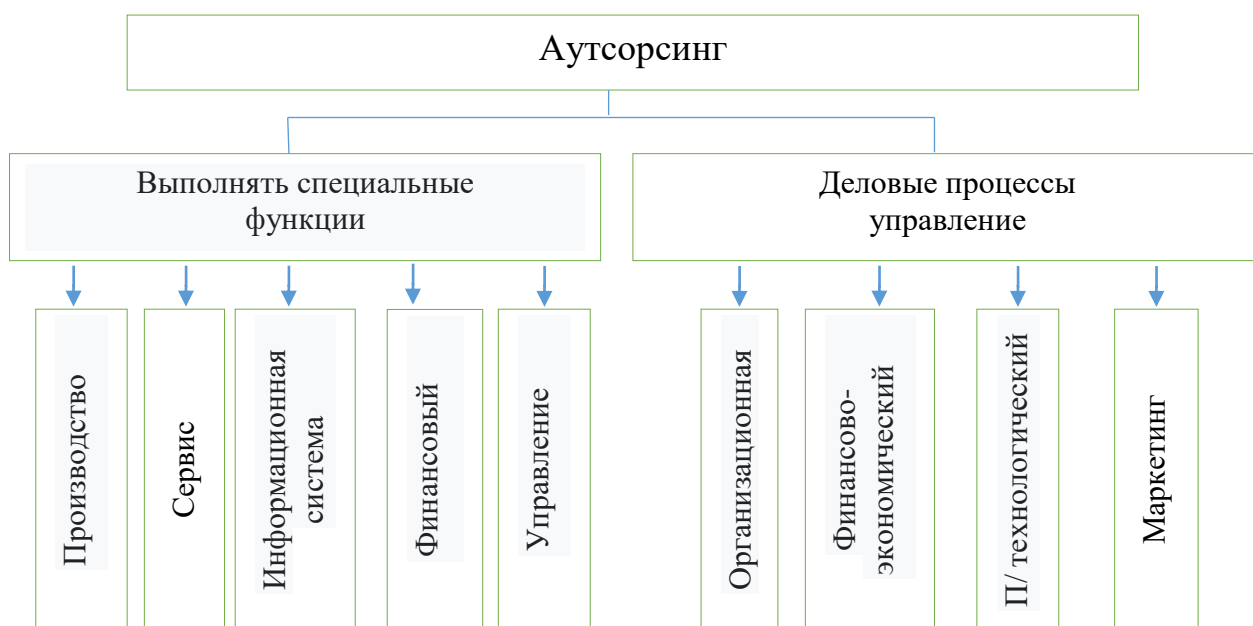 Аутсорсинг
Выполнять специальные
функции
Деловые процессы
управление
Производство
Сервис
Информационная
система
Финансовый
Управление
Организационная
Финансово-
экономический
П/ технологический
Маркетинг